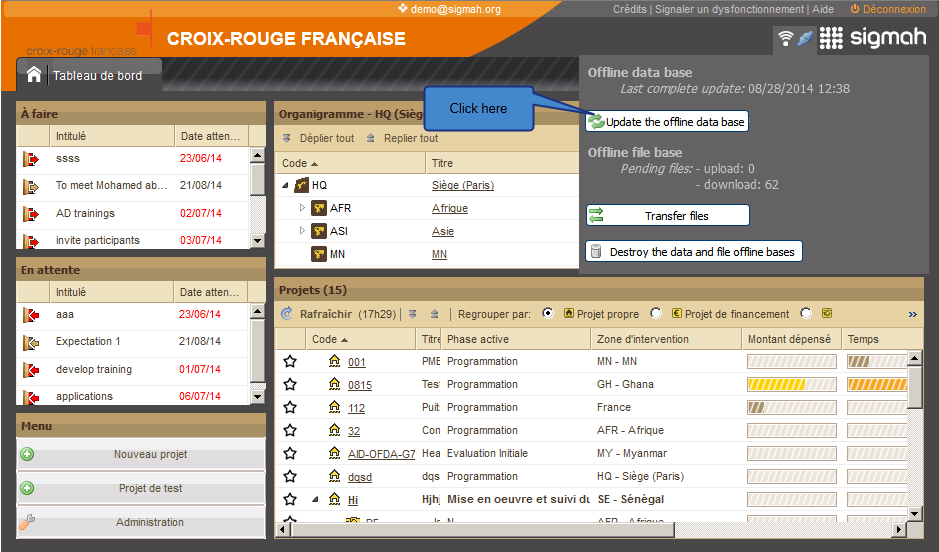 demo@sigmah.org
Crédits | Signaler un dysfonctionnement | Aide
Déconnexion
croix-rouge française
CROIX-ROUGE FRANÇAISE
sigmah
Tableau de bord
Offline data base
Last complete update: 08/28/2014 12:38
Click here
Update the offline data base
Offline file base
Pending files: - upload: 0
- download: 62
Transfer files
Destroy the data and file offline bases
À faire
Intitulé Date atten...
ssss 23/06/14
To meet Mohamed ab... 21/08/14
AD trainings 02/07/14
invite participants 03/07/14
En attente
Intitulé Date atten...
aaa 23/06/14
Expectation 1 21/08/14
develop training 01/07/14
applications 06/07/14
Menu
Nouveau projet
Projet de test
Administration
Organigramme - HQ (Sièg
Déplier tout Replier tout
Code Titre
HQ Siège (Paris)
AFR Afrique
ASI Asie
MN MN
Projets (15)
Rafraîchir (17h29) | Regrouper par: Projet propre € Projet de financement »
Code Titre Phase active Zone d'intervention Montant dépensé Temps
001 PME Programmation MN - MN
0815 Tes Programmation GH - Ghana
112 Puit Programmation France
32 Con Programmation AFR - Afrique
AID-OFDA-G7 Hea Evaluation Initiale MY - Myanmar
dqsd dqs Programmation HQ - Siège (Paris)
Hi Hjhj Mise en oeuvre et suivi du SE - Sénégal